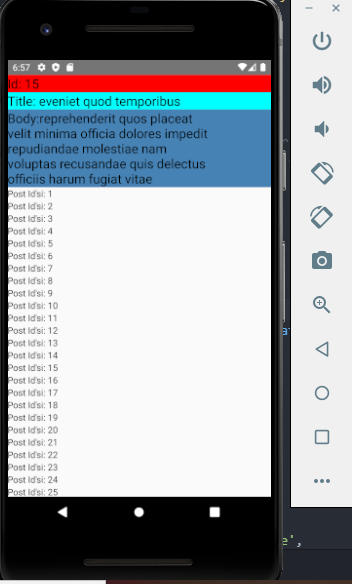 6:57
id: 15
Title: eveniet quod temporibus
Body:reprehenderit quos placeat
velit minima officia dolores impedit
repudiandae molestiae nam
voluptas recusandae quis delectus
officiis harum fugiat vitae
Post Id'si: 1
Post Id'si: 2
Post Id'si: 3
Post Id'si: 4
Post Id'si: 5
Post Id'si: 6
Post Id'si: 7
Post Id'si: 8
Post Id'si: 9
Post Id'si: 10
Post Id'si: 11
Post Id'si: 12
Post Id'si: 13
Post Id'si: 14
Post Id'si: 15
Post Id'si: 16
Post Id'si: 17
Post Id'si: 18
Post Id'si: 19
Post Id'si: 20
Post Id'si: 21
Post Id'si: 22
Post Id'si: 23
Post Id'si: 24
Post Id'si: 25
e',